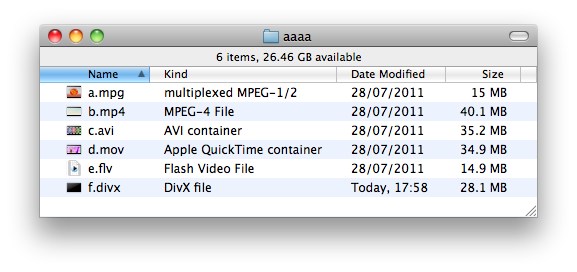 aaaa
6 items, 26.46 GB available
Name Kind Date Modified Size
a.mpg multiplexed MPEG-1/2 28/07/2011 15 MB
b.mp4 MPEG-4 File 28/07/2011 40.1 MB
c.avi AVI container 28/07/2011 35.2 MB
d.mov Apple QuickTime container 28/07/2011 34.9 MB
e.flv Flash Video File 28/07/2011 14.9 MB
f.divx DivX file Today, 17:58 28.1 MB